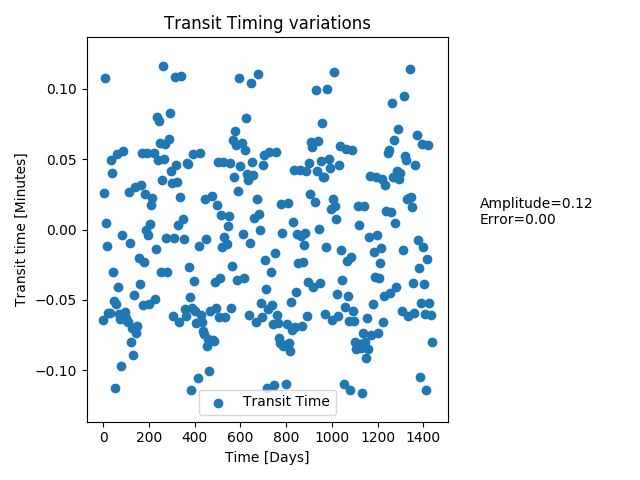 Transit Timing variations
Transit time [Minutes]
0.10
0.05
0.00
−0.05
−0.10
Amplitude=0.12
Error=0.00
Transit Time
0 200 400 600 800 1000 1200 1400
Time [Days]